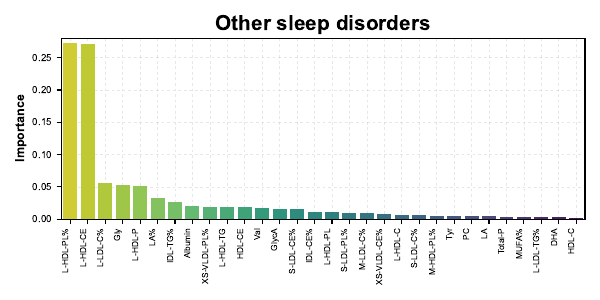 Other sleep disorders
Importance
0.25
0.20
0.15
0.10
0.05
0.00
L-HDL-PL%
L-HDL-CE
L-LDL-C%
Gly
L-HDL-P
LA%
IDL-TG%
Albumin
XS-VLDL-PL%
L-HDL-TG
HDL-CE
Val
GlycA
S-LDL-CE%
IDL-CE%
L-HDL-PL
S-LDL-PL%
M-LDL-C%
XS-VLDL-CE%
L-HDL-C
S-LDL-C%
M-HDL-PL%
Tyr
PC
LA
Total-P
MUFA%
L-LDL-TG%
DHA
HDL-C